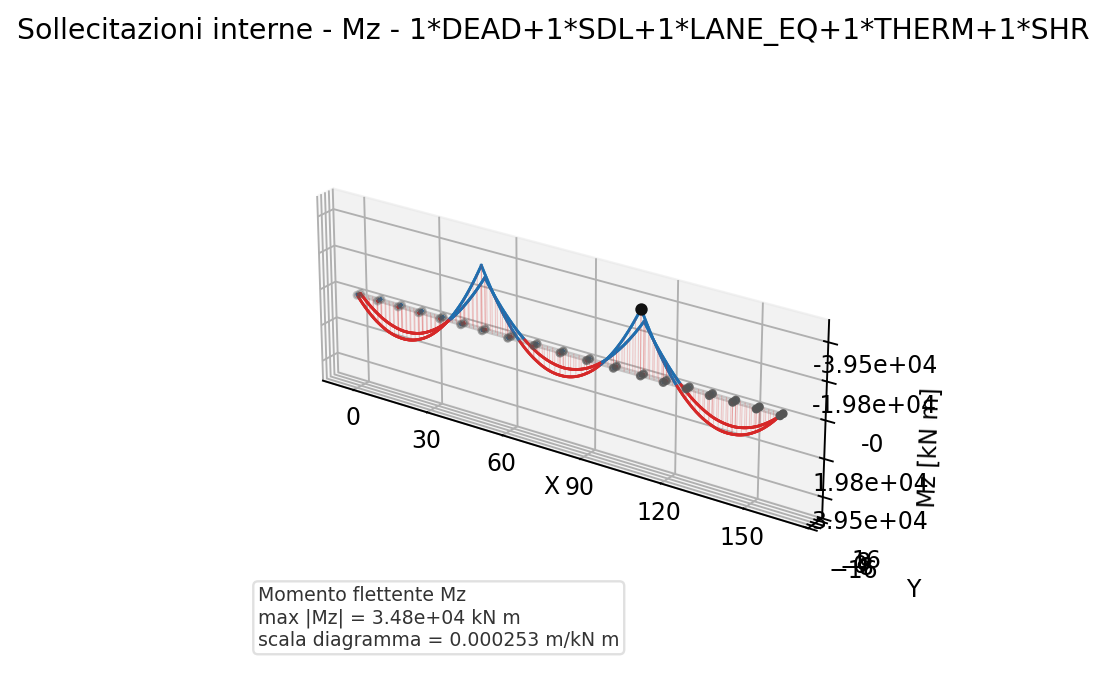 Sollecitazioni interne - Mz - 1*DEAD+1*SDL+1*LANE_EQ+1*THERM+1*SHR
-3.95e+04
-1.98e+04
-0
1.98e+04
3.95e+04
Mz [kN m]
0
30
60
90
120
150
X
−16
16
Y
Momento flettente Mz
max |Mz| = 3.48e+04 kN m
scala diagramma = 0.000253 m/kN m